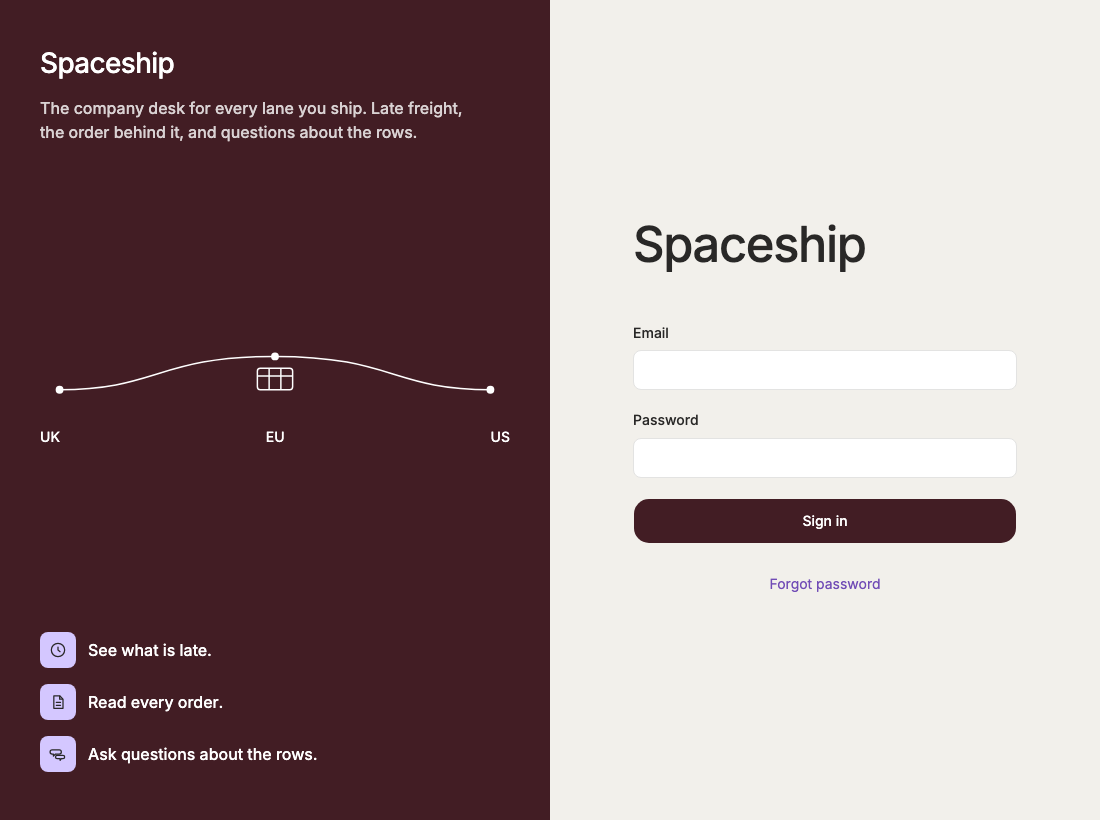 Spaceship
The company desk for every lane you ship. Late freight,
the order behind it, and questions about the rows.
UK
EU
US
See what is late.
Read every order.
Ask questions about the rows.
Spaceship
Email
Password
Sign in
Forgot password